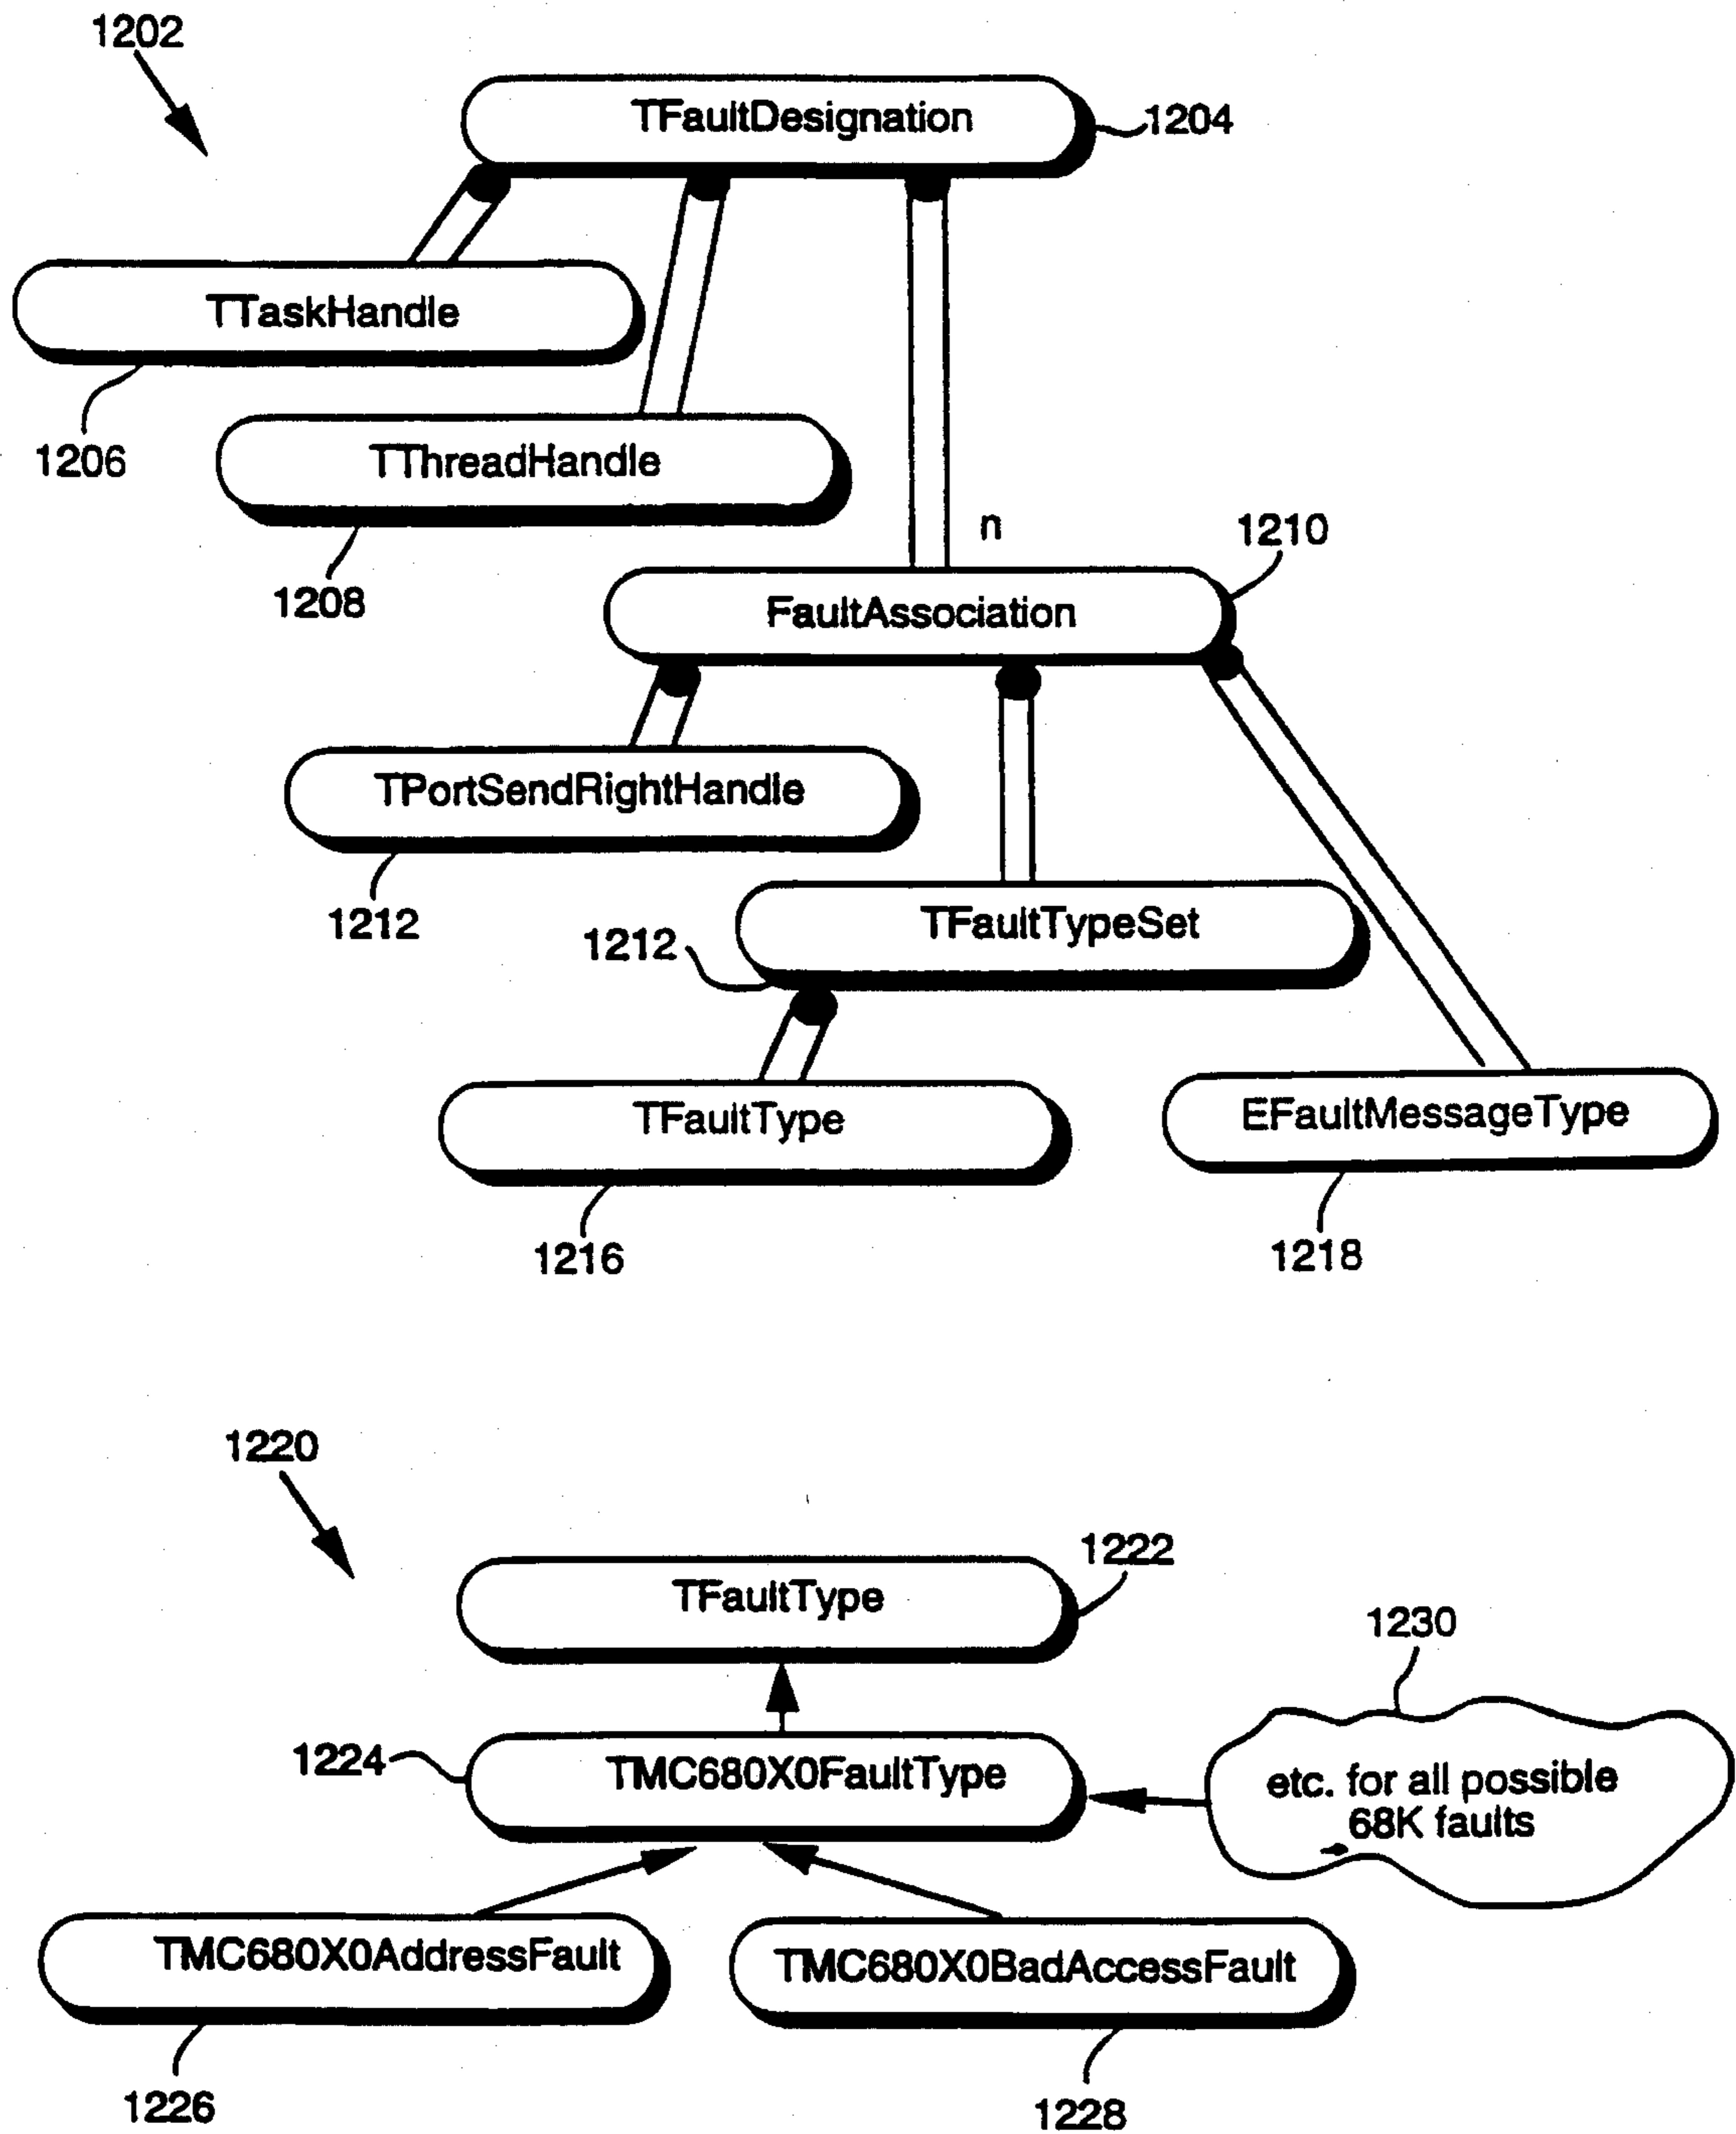 1202
TFaultDesignation
1204
TTaskHandle
1206
TThreadHandle
1208
n
1210
FaultAssociation
TPortSendRightHandle
1212
TFaultTypeSet
1212
TFaultType
1216
EFaultMessageType
1218
1220
1222
TFaultType
1230
1224
TMC680X0FaultType
etc. for all possible
68K faults
TMC680X0AddressFault
TMC680X0BadAccessFault
1226
1228